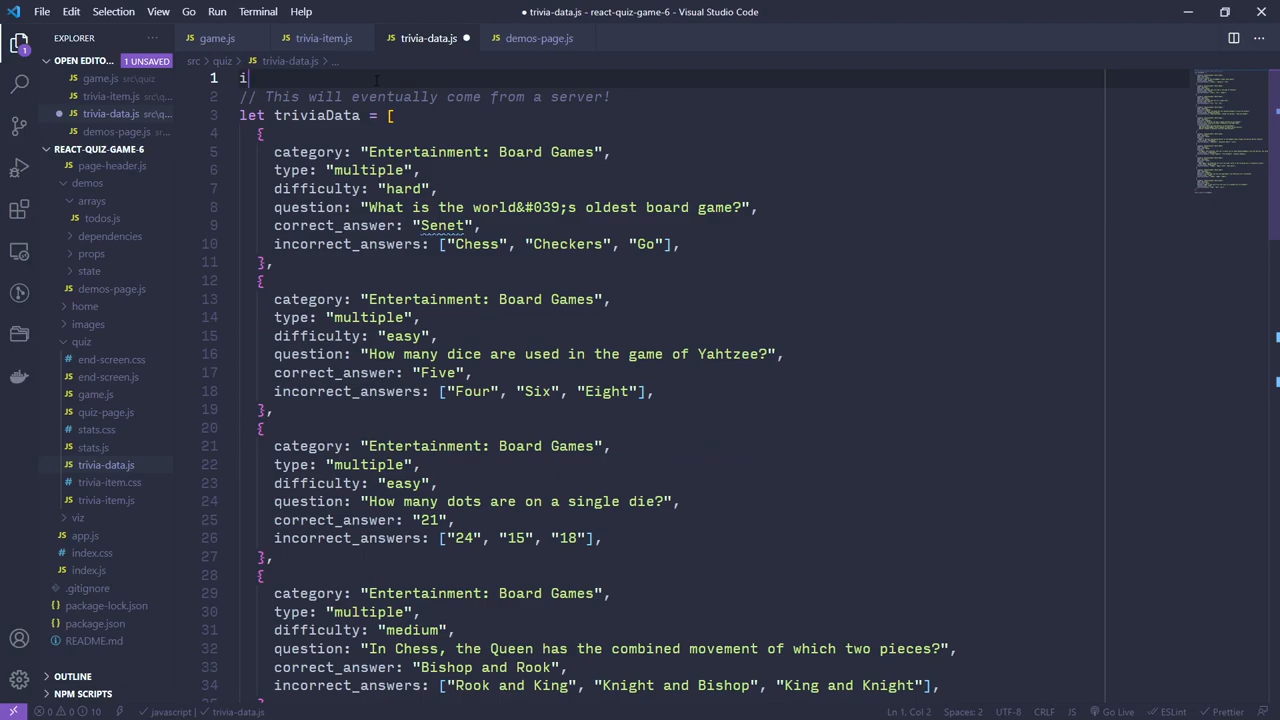 File Edit Selection View Go Run Terminal Help
● trivia-data.js - react-quiz-game-6 - Visual Studio Code
EXPLORER ...
game.js
trivia-item.js
trivia-data.js ●
demos-page.js
OPEN EDITO... 1 UNSAVED
game.js src\quiz
trivia-item.js src\q...
trivia-data.js src\q...
demos-page.js src...
REACT-QUIZ-GAME-6
page-header.js
demos
arrays
todos.js
dependencies
props
state
demos-page.js
home
images
quiz
end-screen.css
end-screen.js
game.js
quiz-page.js
stats.css
stats.js
trivia-data.js
trivia-item.css
trivia-item.js
viz
app.js
index.css
index.js
.gitignore
package-lock.json
package.json
README.md
OUTLINE
NPM SCRIPTS
src > quiz > JS trivia-data.js > ...
1 i
2 // This will eventually come from a server!
3 let triviaData = [
4 {
5 category: "Entertainment: Board Games",
6 type: "multiple",
7 difficulty: "hard",
8 question: "What is the world&#039;s oldest board game?",
9 correct_answer: "Senet",
10 incorrect_answers: ["Chess", "Checkers", "Go"],
11 },
12 {
13 category: "Entertainment: Board Games",
14 type: "multiple",
15 difficulty: "easy",
16 question: "How many dice are used in the game of Yahtzee?",
17 correct_answer: "Five",
18 incorrect_answers: ["Four", "Six", "Eight"],
19 },
20 {
21 category: "Entertainment: Board Games",
22 type: "multiple",
23 difficulty: "easy",
24 question: "How many dots are on a single die?",
25 correct_answer: "21",
26 incorrect_answers: ["24", "15", "18"],
27 },
28 {
29 category: "Entertainment: Board Games",
30 type: "multiple",
31 difficulty: "medium",
32 question: "In Chess, the Queen has the combined movement of which two pieces?",
33 correct_answer: "Bishop and Rook",
34 incorrect_answers: ["Rook and King", "Knight and Bishop", "King and Knight"],
0 0 10 javascript | trivia-data.js
Ln 1, Col 2 Spaces: 2 UTF-8 CRLF JS Go Live ESLint Prettier